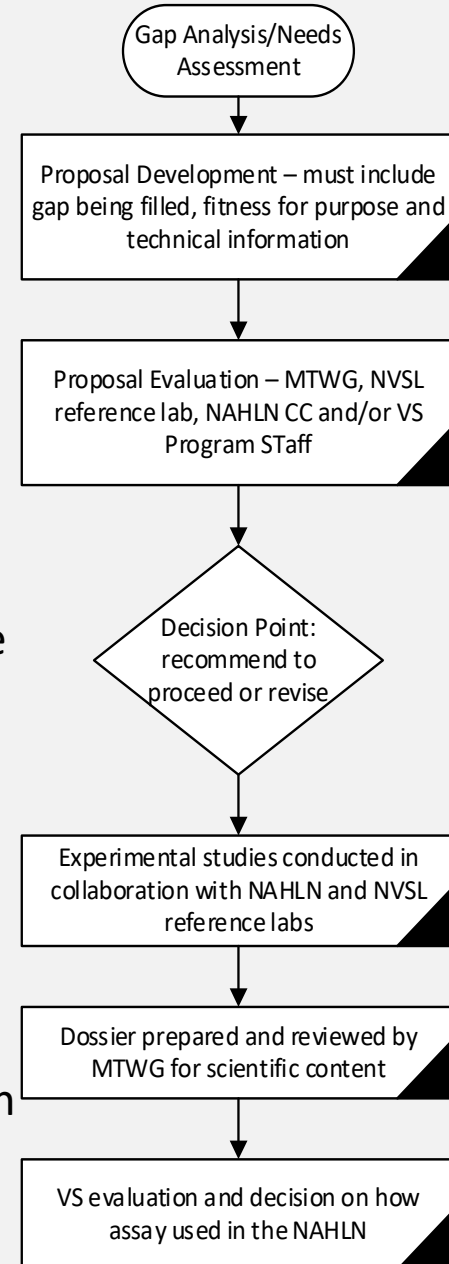 Gap Analysis/Needs
Assessment
Proposal Development – must include
gap being filled, fitness for purpose and
technical information
Proposal Evaluation – MTWG, NVSL
reference lab, NAHLN CC and/or VS
Program STaff
Decision Point:
recommend to
proceed or revise
Experimental studies conducted in
collaboration with NAHLN and NVSL
reference labs
Dossier prepared and reviewed by
MTWG for scientific content
VS evaluation and decision on how
assay used in the NAHLN